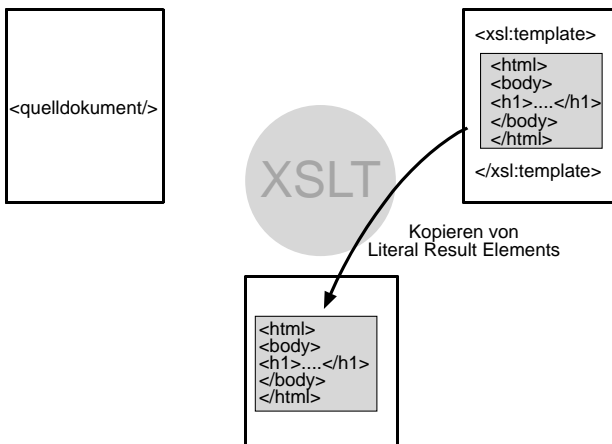 <quelldokument/>
<xsl:template>
<html>
<body>
<h1>....</h1>
</body>
</html>
</xsl:template>
XSLT
Kopieren von
Literal Result Elements
<html>
<body>
<h1>....</h1>
</body>
</html>